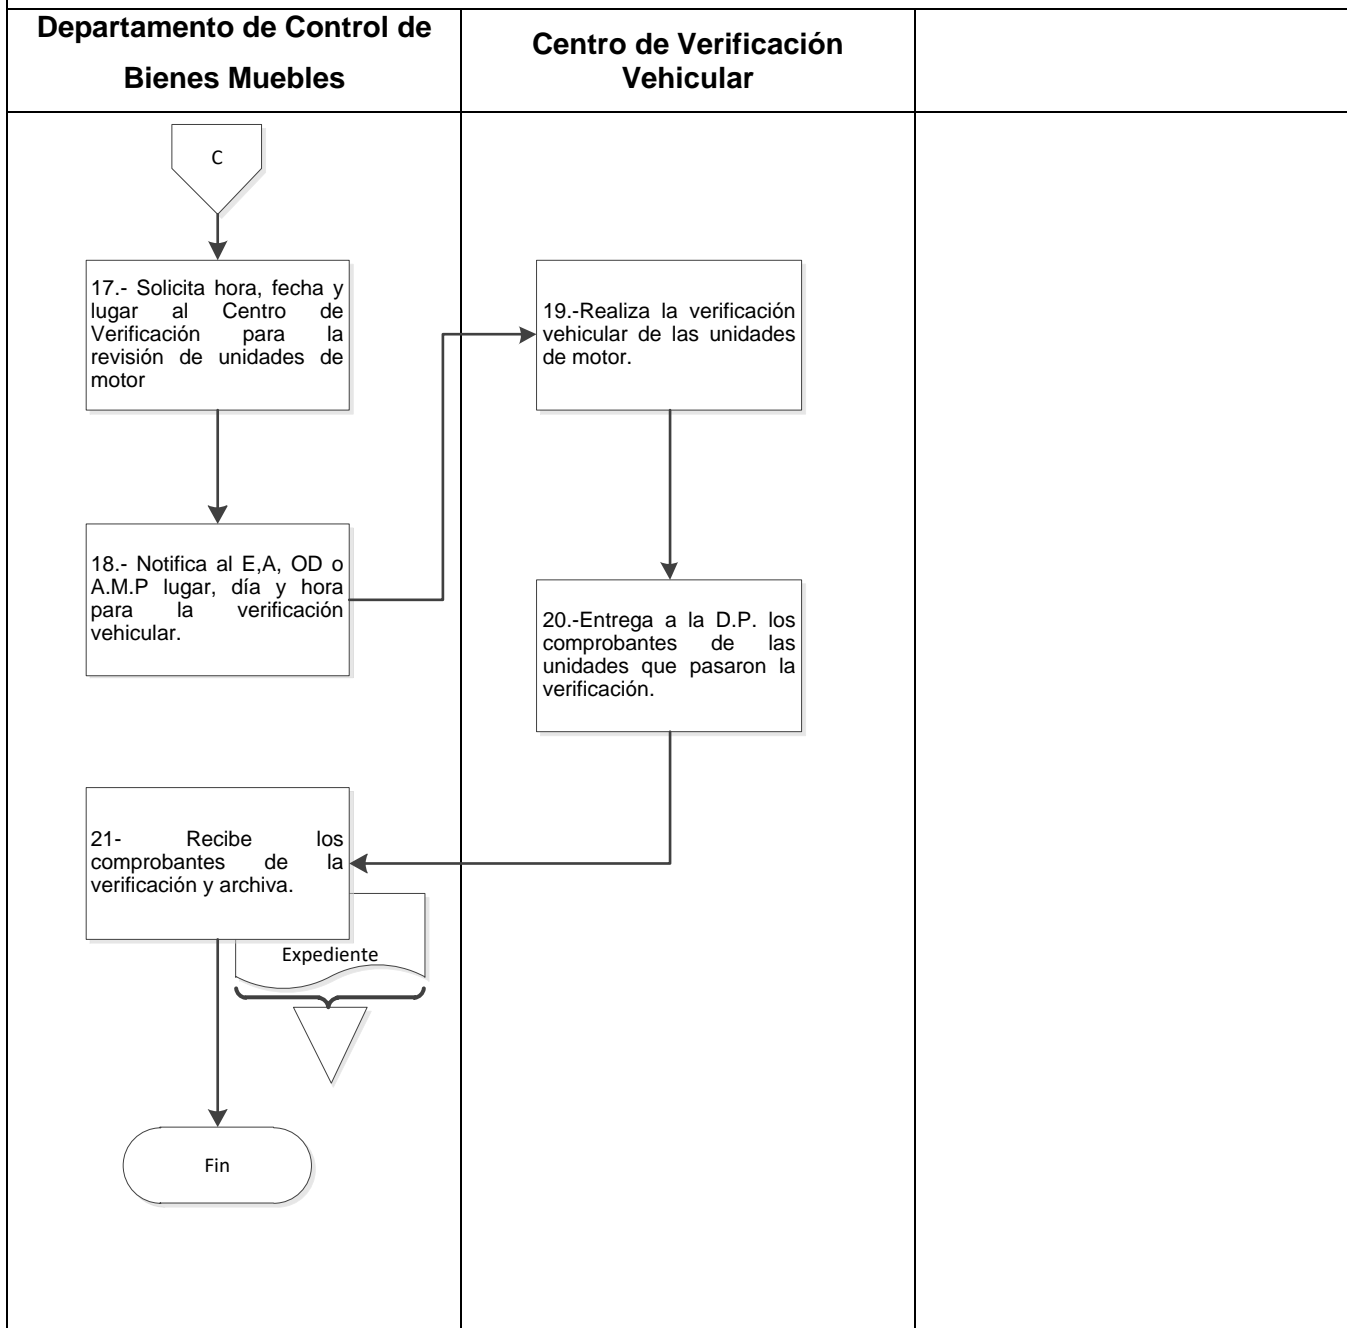 Departamento de Control de
Bienes Muebles
Centro de Verificación
Vehicular
C
17.- Solicita hora, fecha y
lugar al Centro de
Verificación para la
revisión de unidades de
motor
18.- Notifica al E,A, OD o
A.M.P lugar, día y hora
para la verificación
vehicular.
19.-Realiza la verificación
vehicular de las unidades
de motor.
20.-Entrega a la D.P. los
comprobantes de las
unidades que pasaron la
verificación.
21- Recibe los
comprobantes de la
verificación y archiva.
Expediente
Fin